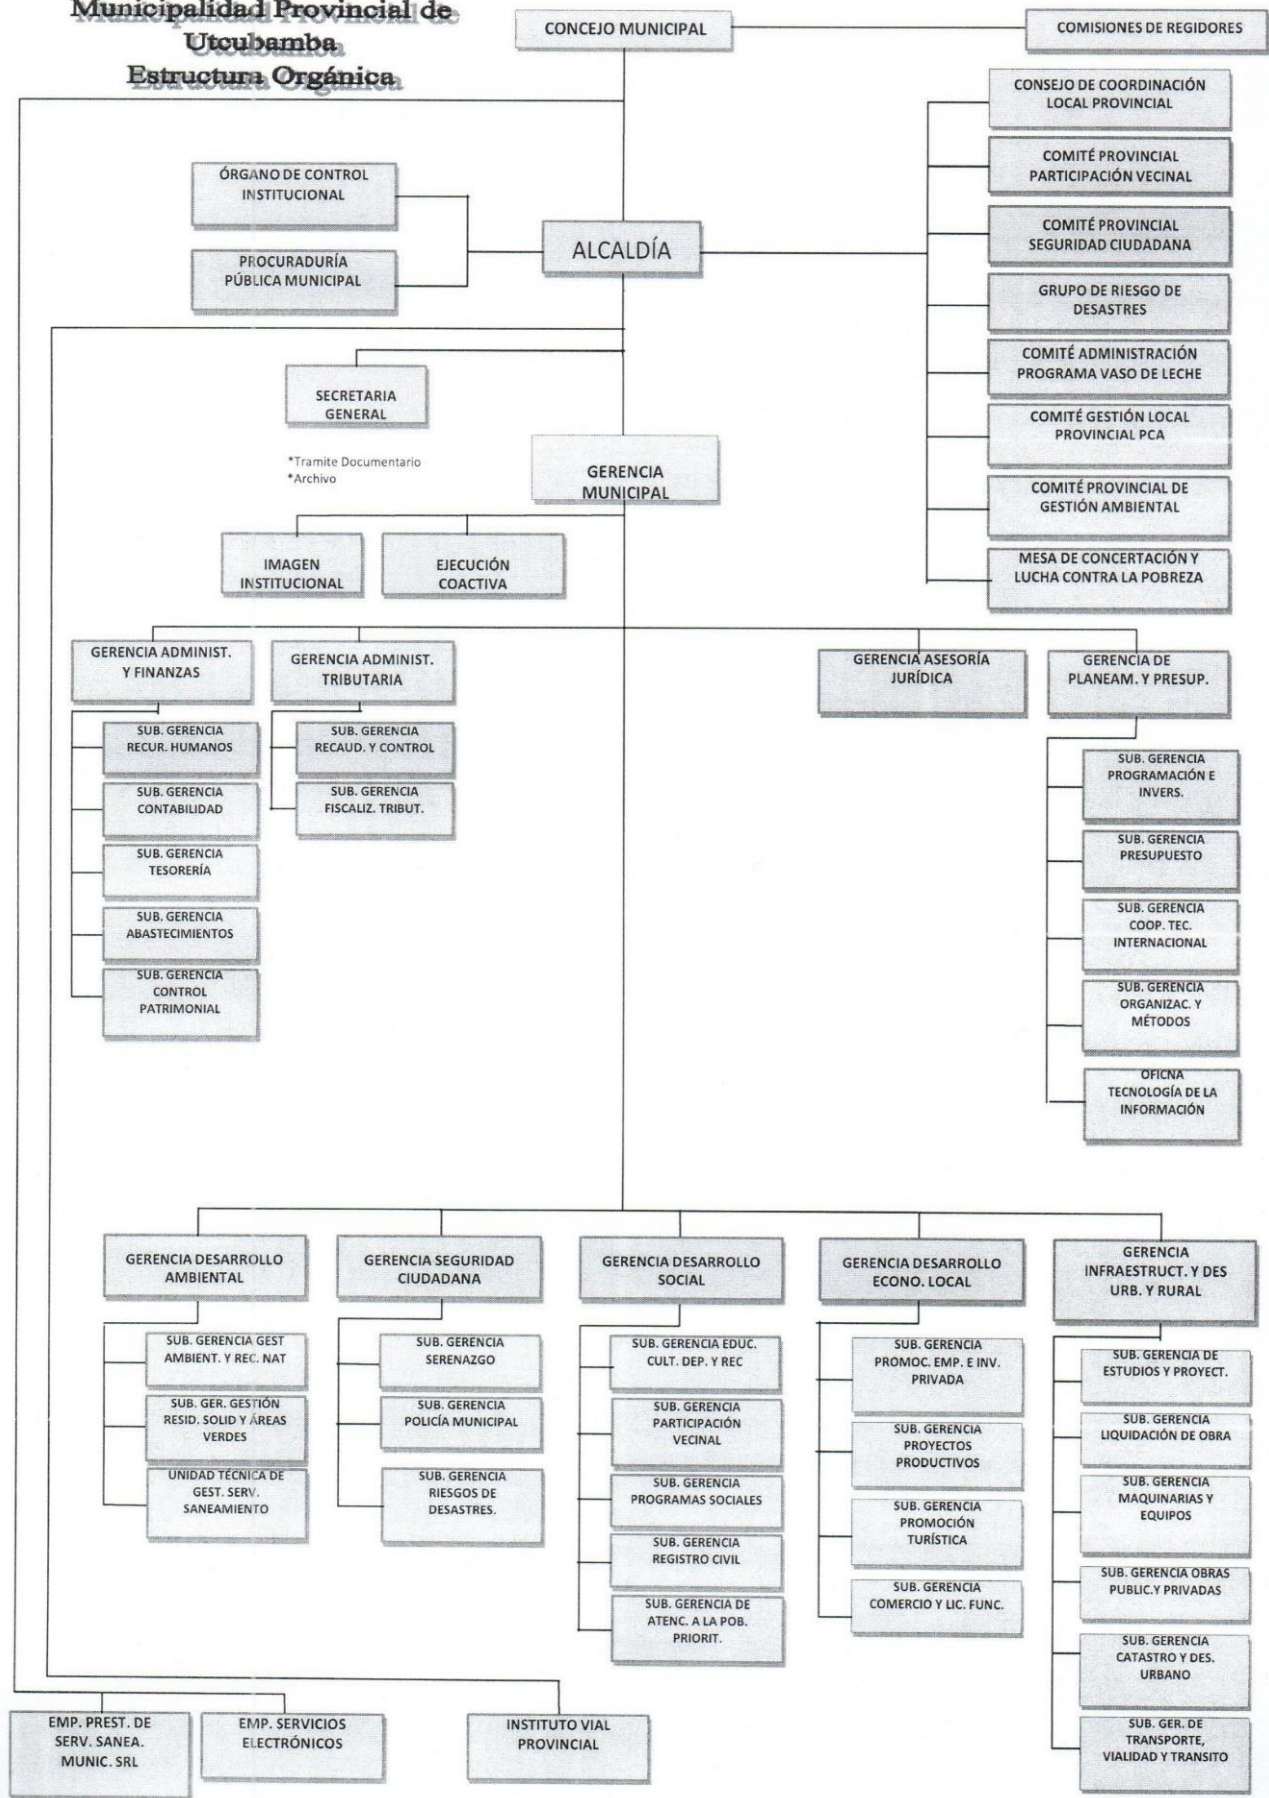 Municipalidad Provincial de
Utcubamba
Estructura Orgánica
CONCEJO MUNICIPAL
COMISIONES DE REGIDORES
CONSEJO DE COORDINACIÓN
LOCAL PROVINCIAL
COMITÉ PROVINCIAL
PARTICIPACIÓN VECINAL
COMITÉ PROVINCIAL
SEGURIDAD CIUDADANA
GRUPO DE RIESGO DE
DESASTRES
COMITÉ ADMINISTRACIÓN
PROGRAMA VASO DE LECHE
COMITÉ GESTIÓN LOCAL
PROVINCIAL PCA
COMITÉ PROVINCIAL DE
GESTIÓN AMBIENTAL
MESA DE CONCERTACIÓN Y
LUCHA CONTRA LA POBREZA
ÓRGANO DE CONTROL
INSTITUCIONAL
PROCURADURÍA
PÚBLICA MUNICIPAL
ALCALDÍA
SECRETARIA
GENERAL
*Tramite Documentario
*Archivo
GERENCIA
MUNICIPAL
IMAGEN
INSTITUCIONAL
EJECUCIÓN
COACTIVA
GERENCIA ADMINIST.
Y FINANZAS
SUB. GERENCIA
RECUR. HUMANOS
SUB. GERENCIA
CONTABILIDAD
SUB. GERENCIA
TESORERÍA
SUB. GERENCIA
ABASTECIMIENTOS
SUB. GERENCIA
CONTROL
PATRIMONIAL
GERENCIA ADMINIST.
TRIBUTARIA
SUB. GERENCIA
RECAUD. Y CONTROL
SUB. GERENCIA
FISCALIZ. TRIBUT.
GERENCIA ASESORÍA
JURÍDICA
GERENCIA DE
PLANEAM. Y PRESUP.
SUB. GERENCIA
PROGRAMACIÓN E
INVERS.
SUB. GERENCIA
PRESUPUESTO
SUB. GERENCIA
COOP. TEC.
INTERNACIONAL
SUB. GERENCIA
ORGANIZAC. Y
MÉTODOS
OFICNA
TECNOLOGÍA DE LA
INFORMACIÓN
GERENCIA DESARROLLO
AMBIENTAL
SUB. GERENCIA GEST
AMBIENT. Y REC. NAT
SUB. GER. GESTIÓN
RESID. SOLID Y ÁREAS
VERDES
UNIDAD TÉCNICA DE
GEST. SERV.
SANEAMIENTO
GERENCIA SEGURIDAD
CIUDADANA
SUB. GERENCIA
SERENAZGO
SUB. GERENCIA
POLICÍA MUNICIPAL
SUB. GERENCIA
RIESGOS DE
DESASTRES.
GERENCIA DESARROLLO
SOCIAL
SUB. GERENCIA EDUC.
CULT. DEP. Y REC
SUB. GERENCIA
PARTICIPACIÓN
VECINAL
SUB. GERENCIA
PROGRAMAS SOCIALES
SUB. GERENCIA
REGISTRO CIVIL
SUB. GERENCIA DE
ATENC. A LA POB.
PRIORIT.
GERENCIA DESARROLLO
ECONO. LOCAL
SUB. GERENCIA
PROMOC. EMP. E INV.
PRIVADA
SUB. GERENCIA
PROYECTOS
PRODUCTIVOS
SUB. GERENCIA
PROMOCIÓN
TURÍSTICA
SUB. GERENCIA
COMERCIO Y LIC. FUNC.
GERENCIA
INFRAESTRUCT. Y DES
URB. Y RURAL
SUB. GERENCIA DE
ESTUDIOS Y PROYECT.
SUB. GERENCIA
LIQUIDACIÓN DE OBRA
SUB. GERENCIA
MAQUINARIAS Y
EQUIPOS
SUB. GERENCIA OBRAS
PUBLIC.Y PRIVADAS
SUB. GERENCIA
CATASTRO Y DES.
URBANO
SUB. GER. DE
TRANSPORTE,
VIALIDAD Y TRANSITO
EMP. PREST. DE
SERV. SANEA.
MUNIC. SRL
EMP. SERVICIOS
ELECTRÓNICOS
INSTITUTO VIAL
PROVINCIAL